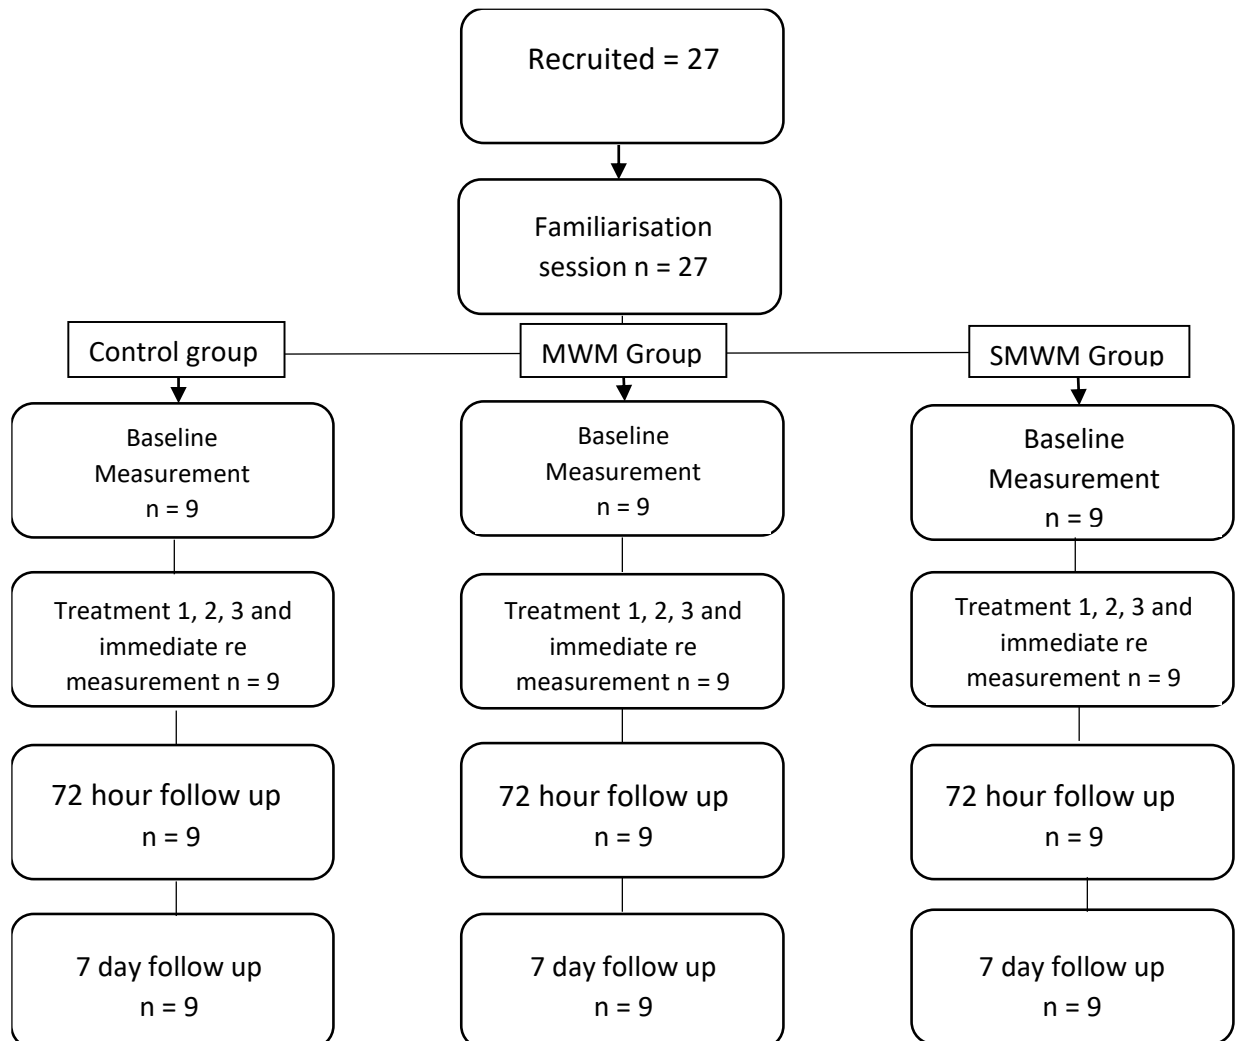 Recruited = 27
Familiarisation
session n = 27
Control group
MWM Group
SMWM Group
Baseline
Measurement
n = 9
Baseline
Measurement
n = 9
Baseline
Measurement
n = 9
Treatment 1, 2, 3 and
immediate re
measurement n = 9
Treatment 1, 2, 3 and
immediate re
measurement n = 9
Treatment 1, 2, 3 and
immediate re
measurement n = 9
72 hour follow up
n = 9
72 hour follow up
n = 9
72 hour follow up
n = 9
7 day follow up
n = 9
7 day follow up
n = 9
7 day follow up
n = 9